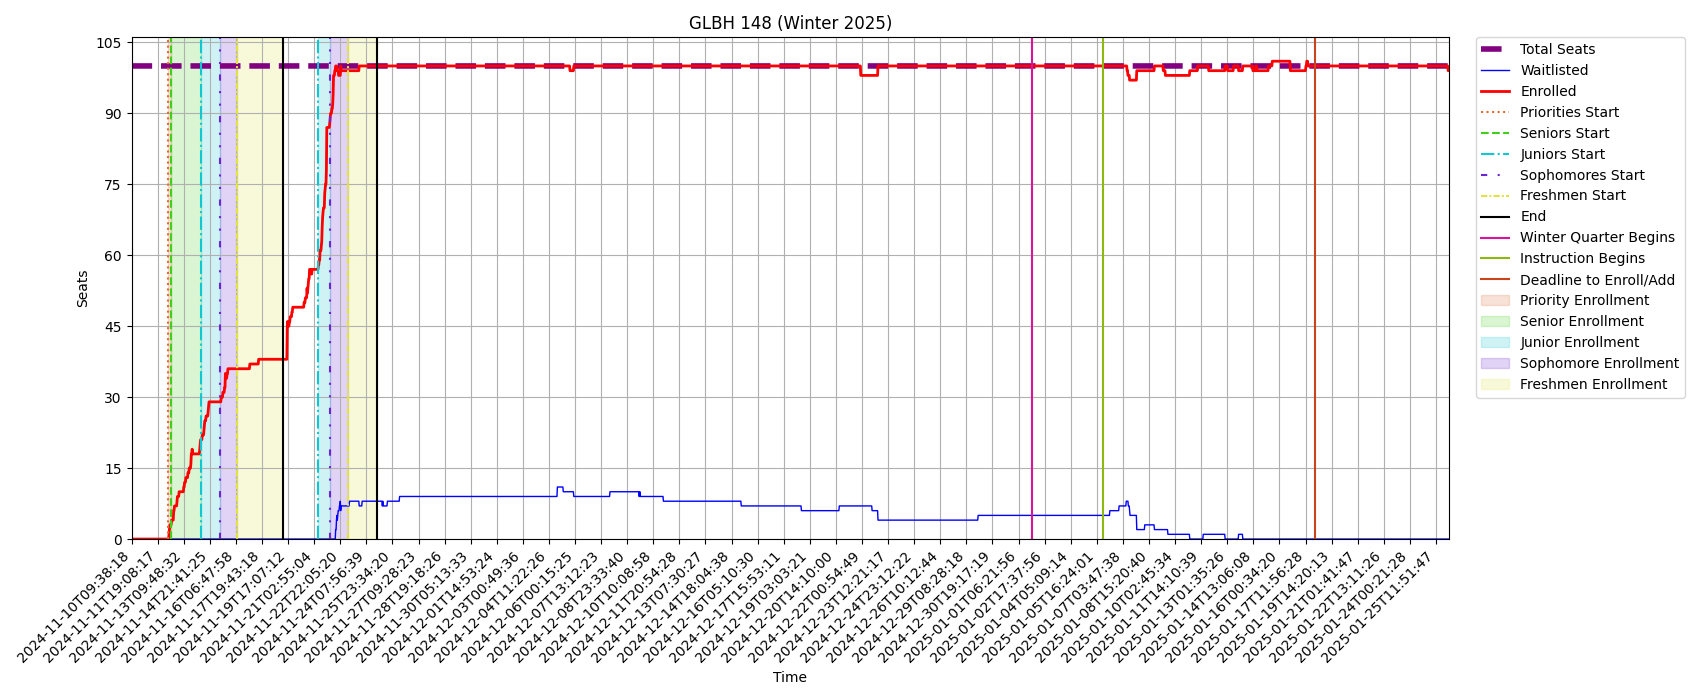 GLBH 148 (Winter 2025)
105
90
75
60
45
30
15
0
Seats
2024-11-10T09:38:18
2024-11-11T19:08:17
2024-11-13T09:48:32
2024-11-14T21:41:25
2024-11-16T06:47:58
2024-11-17T19:43:18
2024-11-19T17:07:12
2024-11-21T02:55:04
2024-11-22T22:05:20
2024-11-24T07:56:39
2024-11-25T23:34:20
2024-11-27T09:28:23
2024-11-28T19:18:26
2024-11-30T05:13:33
2024-12-01T14:53:24
2024-12-03T00:49:36
2024-12-04T11:22:26
2024-12-06T00:15:25
2024-12-07T13:12:23
2024-12-08T23:33:40
2024-12-10T10:08:58
2024-12-11T20:54:28
2024-12-13T07:30:27
2024-12-14T18:04:38
2024-12-16T05:10:30
2024-12-17T15:53:11
2024-12-19T03:03:21
2024-12-20T14:10:00
2024-12-22T00:54:49
2024-12-23T12:21:17
2024-12-24T23:12:22
2024-12-26T10:12:44
2024-12-29T08:28:18
2024-12-30T19:17:19
2025-01-01T06:21:56
2025-01-02T17:37:56
2025-01-04T05:09:14
2025-01-05T16:24:01
2025-01-07T03:47:38
2025-01-08T15:20:40
2025-01-10T02:45:34
2025-01-11T14:10:39
2025-01-13T01:35:26
2025-01-14T13:06:08
2025-01-16T00:34:20
2025-01-17T11:56:28
2025-01-19T14:20:13
2025-01-21T01:41:47
2025-01-22T13:11:26
2025-01-24T00:21:28
2025-01-25T11:51:47
Time
Total Seats
Waitlisted
Enrolled
Priorities Start
Seniors Start
Juniors Start
Sophomores Start
Freshmen Start
End
Winter Quarter Begins
Instruction Begins
Deadline to Enroll/Add
Priority Enrollment
Senior Enrollment
Junior Enrollment
Sophomore Enrollment
Freshmen Enrollment